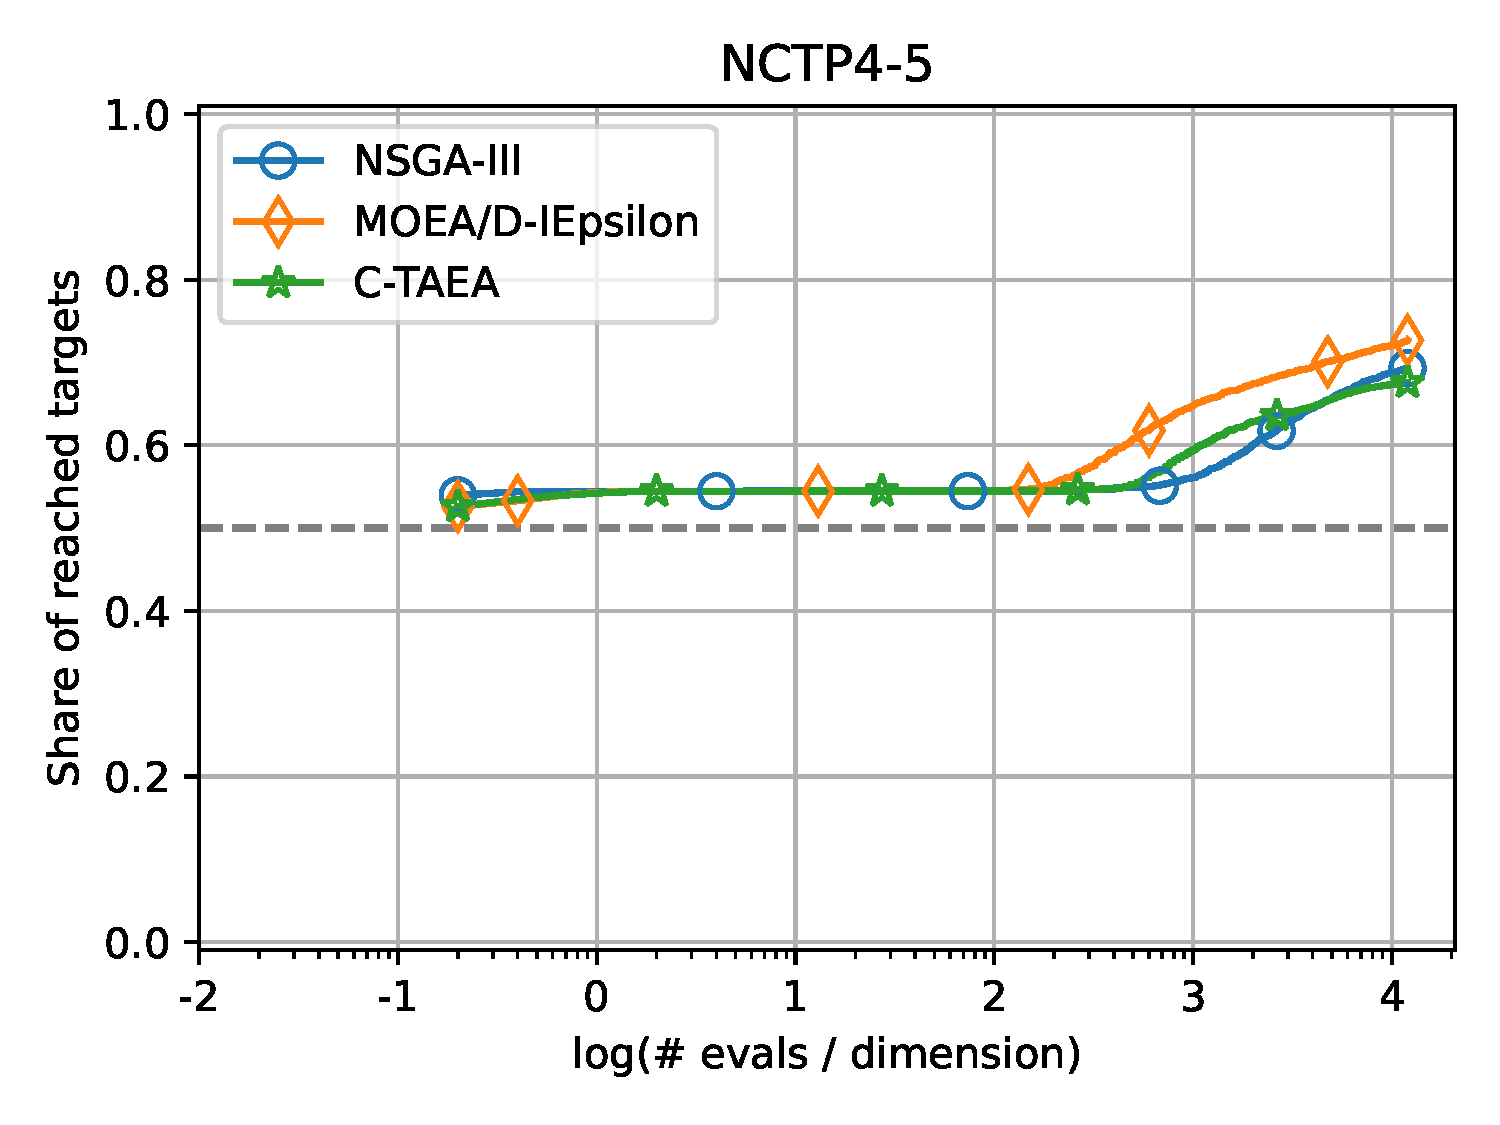 NCTP4-5
NSGA-III
MOEA/D-IEpsilon
C-TAEA
Share of reached targets
1.0
0.8
0.6
0.4
0.2
0.0
-2 -1 0 1 2 3 4
log(# evals / dimension)